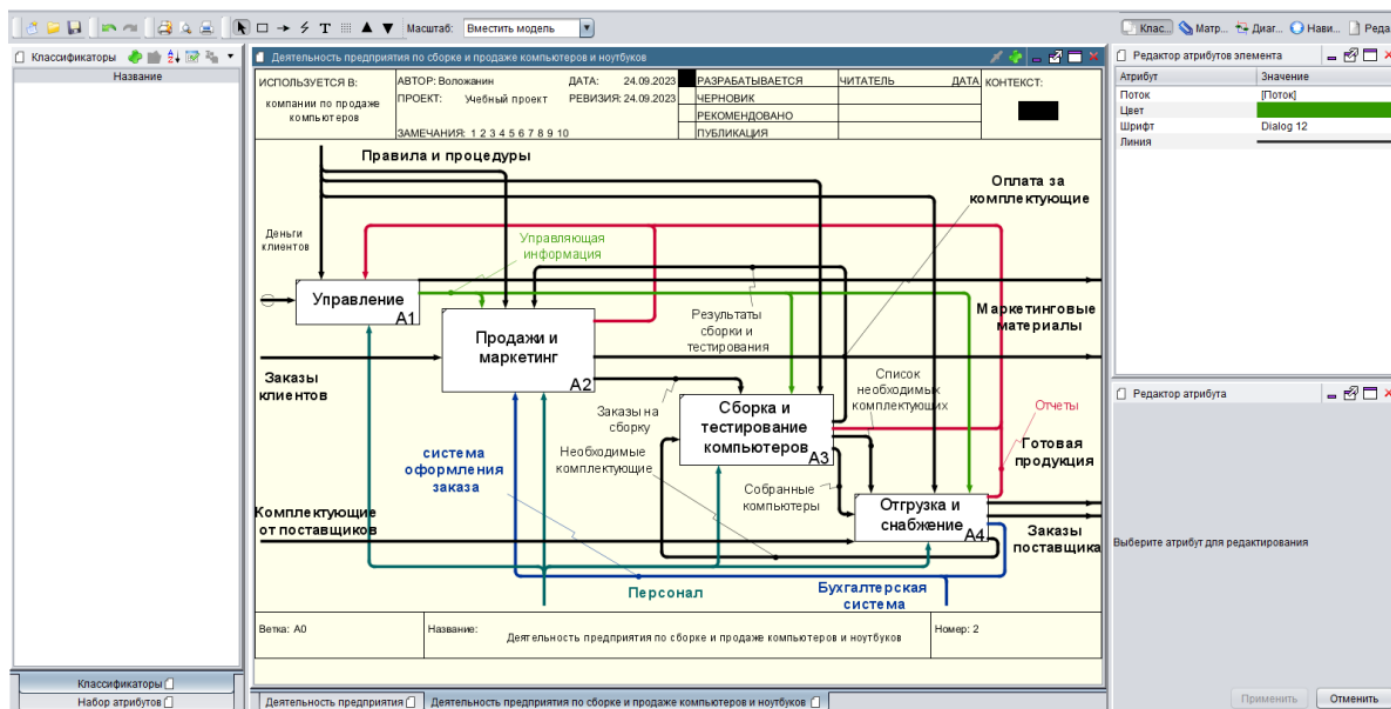 Масштаб: Вместить модель
Клас... Матр... Диаг... Нави... Реда
Классификаторы
Название
Деятельность предприятия по сборке и продаже компьютеров и ноутбуков
ИСПОЛЬЗУЕТСЯ В:
компании по продаже
компьютеров
АВТОР: Воложанин
ДАТА: 24.09.2023
ПРОЕКТ: Учебный проект
РЕВИЗИЯ: 24.09.2023
ЗАМЕЧАНИЯ: 1 2 3 4 5 6 7 8 9 10
РАЗРАБАТЫВАЕТСЯ
ЧЕРНОВИК
РЕКОМЕНДОВАНО
ПУБЛИКАЦИЯ
ЧИТАТЕЛЬ
ДАТА
КОНТЕКСТ:
Правила и процедуры
Оплата за
комплектующие
Деньги
клиентов
Управляющая
информация
Управление
A1
Маркетинговые
материалы
Результаты
сборки и
тестирования
Продажи и
маркетинг
A2
Заказы
клиентов
Список
необходимых
комплектующих
Заказы на
сборку
Сборка и
тестирование
компьютеров
A3
Отчеты
Готовая
продукция
система
оформления
заказа
Необходимые
комплектующие
Собранные
компьютеры
Отгрузка и
снабжение
A4
Комплектующие
от поставщиков
Заказы
поставщика
Персонал
Бухгалтерская
система
Ветка: A0
Название:
Деятельность предприятия по сборке и продаже компьютеров и ноутбуков
Номер: 2
Классификаторы
Набор атрибутов
Деятельность предприятия
Деятельность предприятия по сборке и продаже компьютеров и ноутбуков
Редактор атрибутов элемента
Атрибут Значение
Поток [Поток]
Цвет
Шрифт Dialog 12
Линия
Редактор атрибута
Выберите атрибут для редактирования
Применить
Отменить